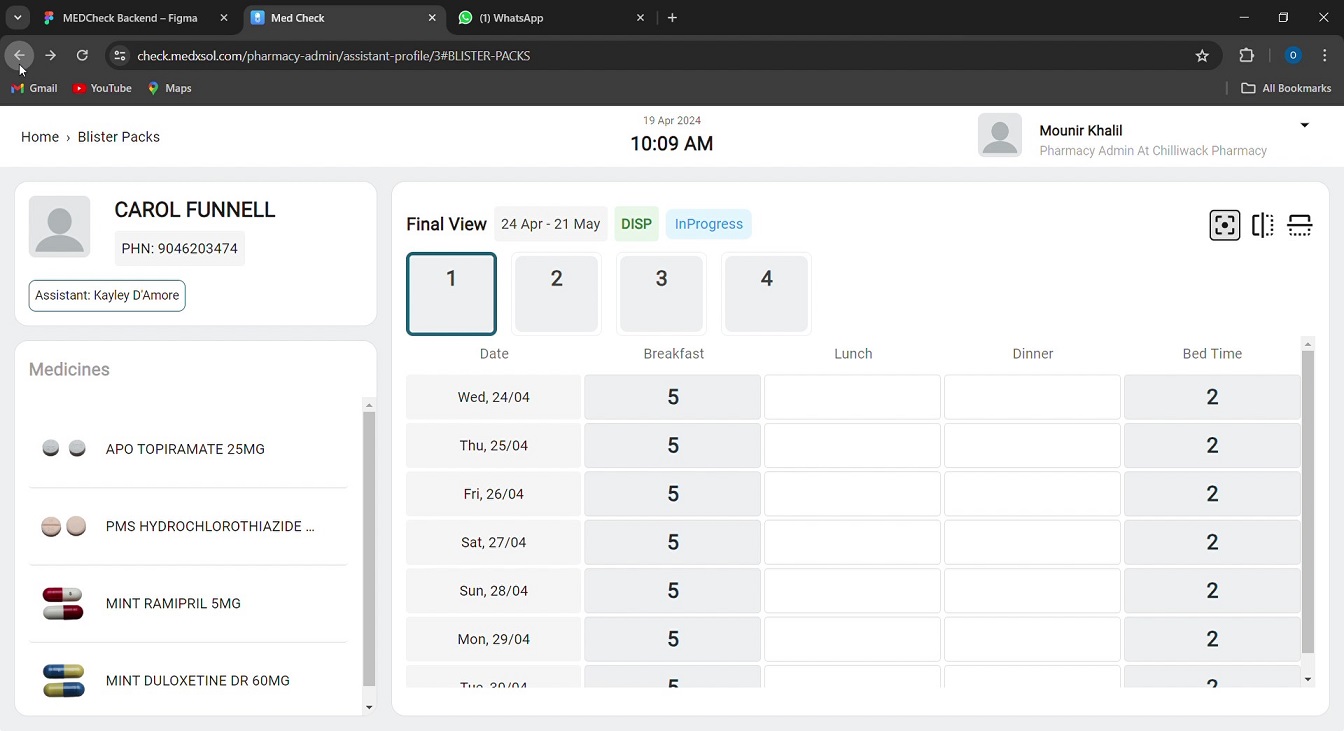 MEDCheck Backend – Figma
Med Check
(1) WhatsApp
check.medxsol.com/pharmacy-admin/assistant-profile/3#BLISTER-PACKS
O
Gmail
YouTube
Maps
All Bookmarks
Home › Blister Packs
19 Apr 2024
10:09 AM
Mounir Khalil
Pharmacy Admin At Chilliwack Pharmacy
CAROL FUNNELL
PHN: 9046203474
Assistant: Kayley D'Amore
Medicines
APO TOPIRAMATE 25MG
PMS HYDROCHLOROTHIAZIDE ...
MINT RAMIPRIL 5MG
MINT DULOXETINE DR 60MG
Final View 24 Apr - 21 May DISP InProgress
1 2 3 4
Date Breakfast Lunch Dinner Bed Time
Wed, 24/04 5 2
Thu, 25/04 5 2
Fri, 26/04 5 2
Sat, 27/04 5 2
Sun, 28/04 5 2
Mon, 29/04 5 2
Tue, 30/04 5 2